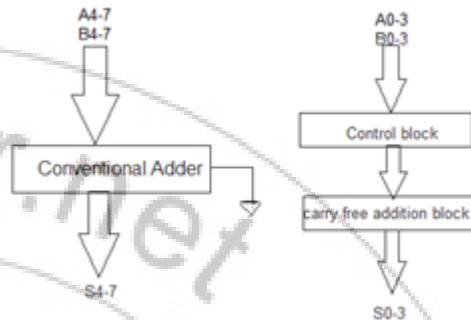 A4-7
B4-7
A0-3
B0-3
Control block
Conventional Adder
carry free addition block
S4-7
S0-3
r.net